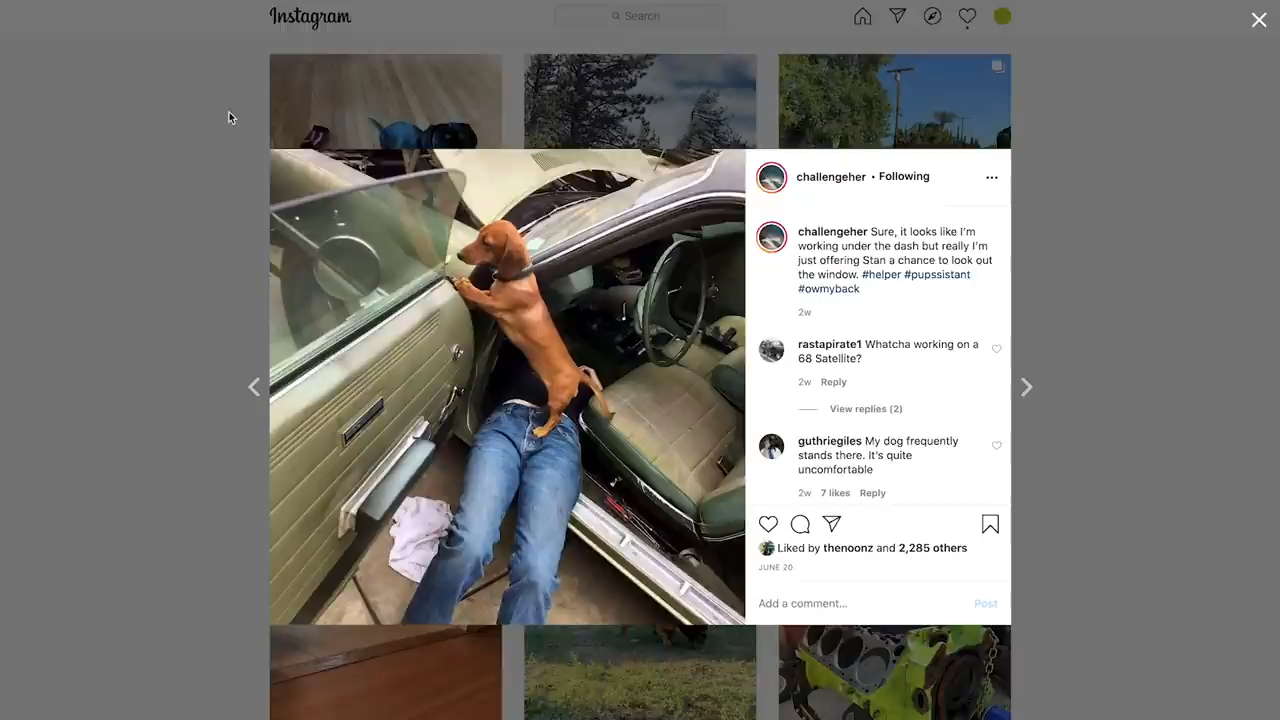 Instagram
Search
challengeher • Following
challengeher Sure, it looks like I'm
working under the dash but really I'm
just offering Stan a chance to look out
the window. #helper #pupssistant
#owmyback
2w
rastapirate1 Whatcha working on a
68 Satellite?
2w Reply
View replies (2)
guthriegiles My dog frequently
stands there. It's quite
uncomfortable
2w 7 likes Reply
Liked by thenoonz and 2,285 others
JUNE 20
Add a comment...
Post